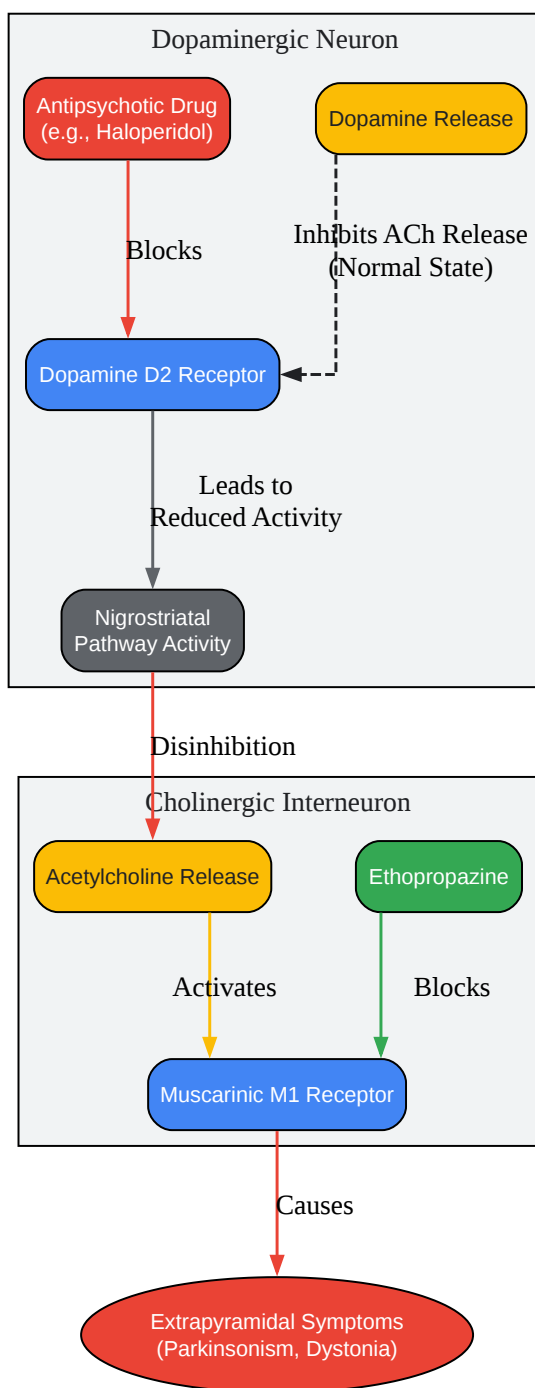 Dopaminergic Neuron
Antipsychotic Drug
(e.g., Haloperidol)
Dopamine Release
Blocks
Inhibits ACh Release
(Normal State)
Dopamine D2 Receptor
Leads to
Reduced Activity
Nigrostriatal
Pathway Activity
Disinhibition
Cholinergic Interneuron
Acetylcholine Release
Ethopropazine
Activates
Blocks
Muscarinic M1 Receptor
Causes
Extrapyramidal Symptoms
(Parkinsonism, Dystonia)